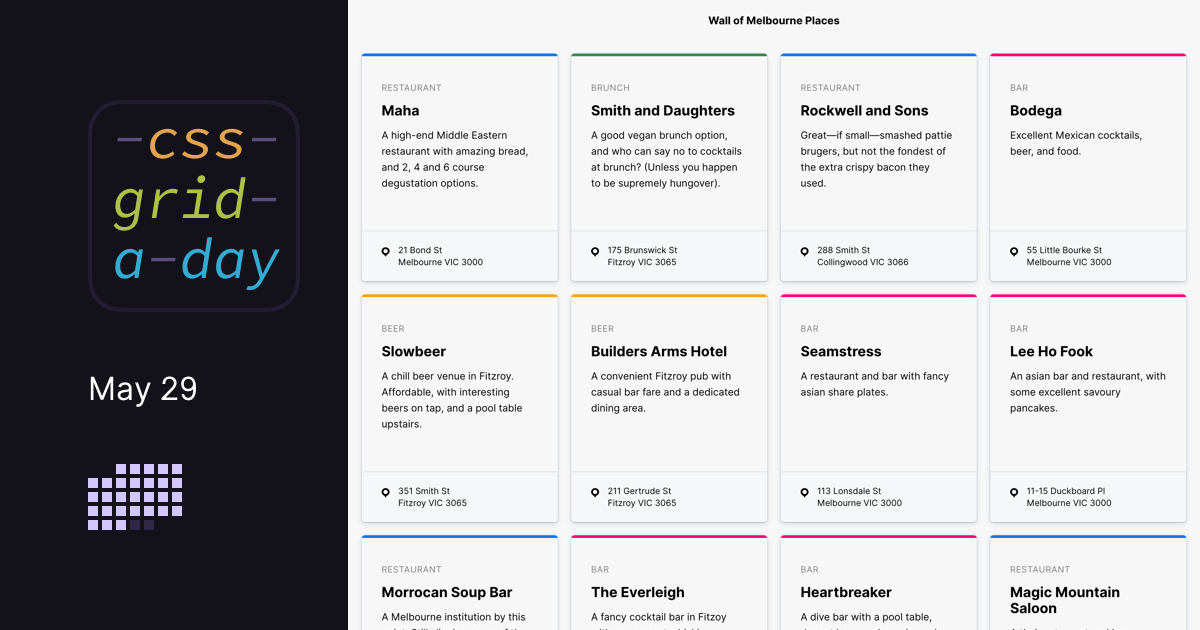 -css-
grid-
a-day
May 29
Wall of Melbourne Places
RESTAURANT
Maha
A high-end Middle Eastern
restaurant with amazing bread,
and 2, 4 and 6 course
degustation options.
21 Bond St
Melbourne VIC 3000
BRUNCH
Smith and Daughters
A good vegan brunch option,
and who can say no to cocktails
at brunch? (Unless you happen
to be supremely hungover).
175 Brunswick St
Fitzroy VIC 3065
RESTAURANT
Rockwell and Sons
Great—if small—smashed pattie
brugers, but not the fondest of
the extra crispy bacon they
used.
288 Smith St
Collingwood VIC 3066
BAR
Bodega
Excellent Mexican cocktails,
beer, and food.
55 Little Bourke St
Melbourne VIC 3000
BEER
Slowbeer
A chill beer venue in Fitzroy.
Affordable, with interesting
beers on tap, and a pool table
upstairs.
351 Smith St
Fitzroy VIC 3065
BEER
Builders Arms Hotel
A convenient Fitzroy pub with
casual bar fare and a dedicated
dining area.
211 Gertrude St
Fitzroy VIC 3065
BAR
Seamstress
A restaurant and bar with fancy
asian share plates.
113 Lonsdale St
Melbourne VIC 3000
BAR
Lee Ho Fook
An asian bar and restaurant, with
some excellent savoury
pancakes.
11-15 Duckboard Pl
Melbourne VIC 3000
RESTAURANT
Morrocan Soup Bar
A Melbourne institution by this
BAR
The Everleigh
A fancy cocktail bar in Fitzoy
BAR
Heartbreaker
A dive bar with a pool table,
RESTAURANT
Magic Mountain
Saloon